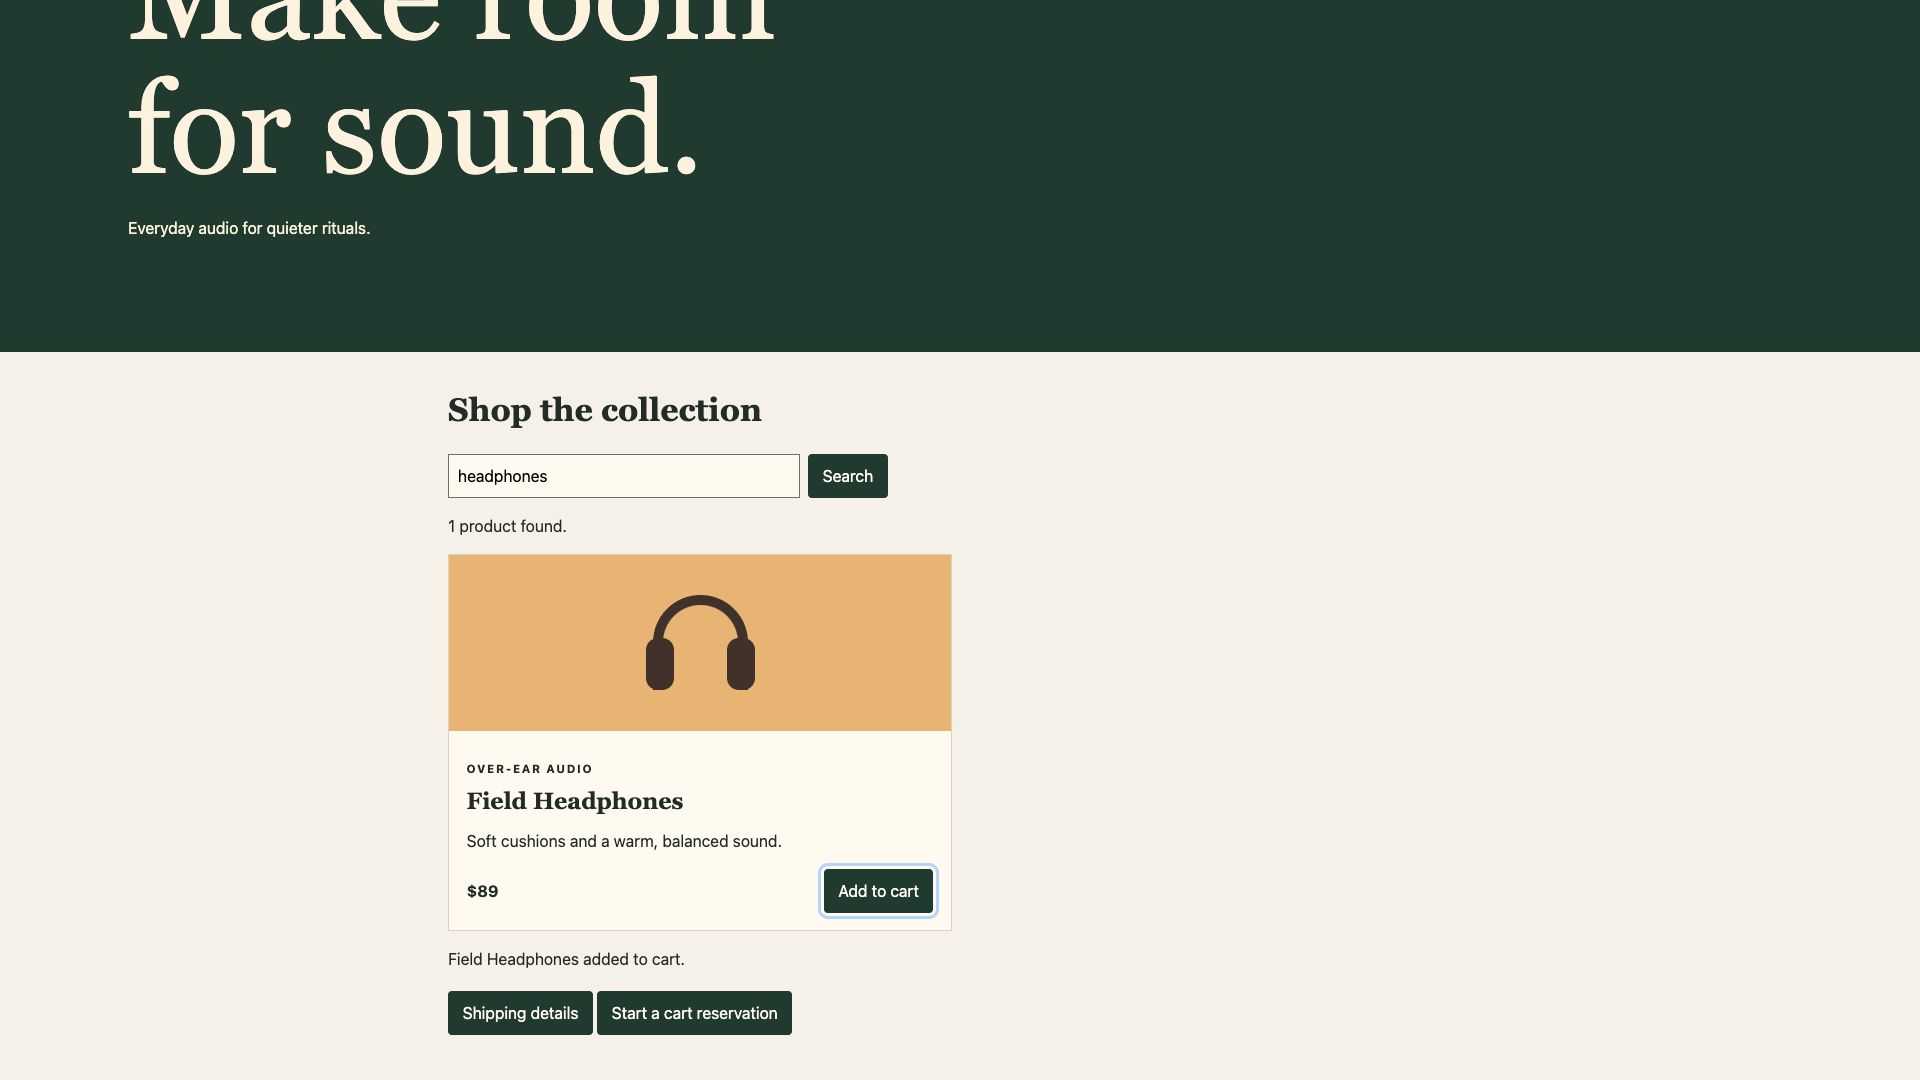 Make room
for sound.
Everyday audio for quieter rituals.
Shop the collection
headphones
Search
1 product found.
OVER-EAR AUDIO
Field Headphones
Soft cushions and a warm, balanced sound.
$89
Add to cart
Field Headphones added to cart.
Shipping details
Start a cart reservation